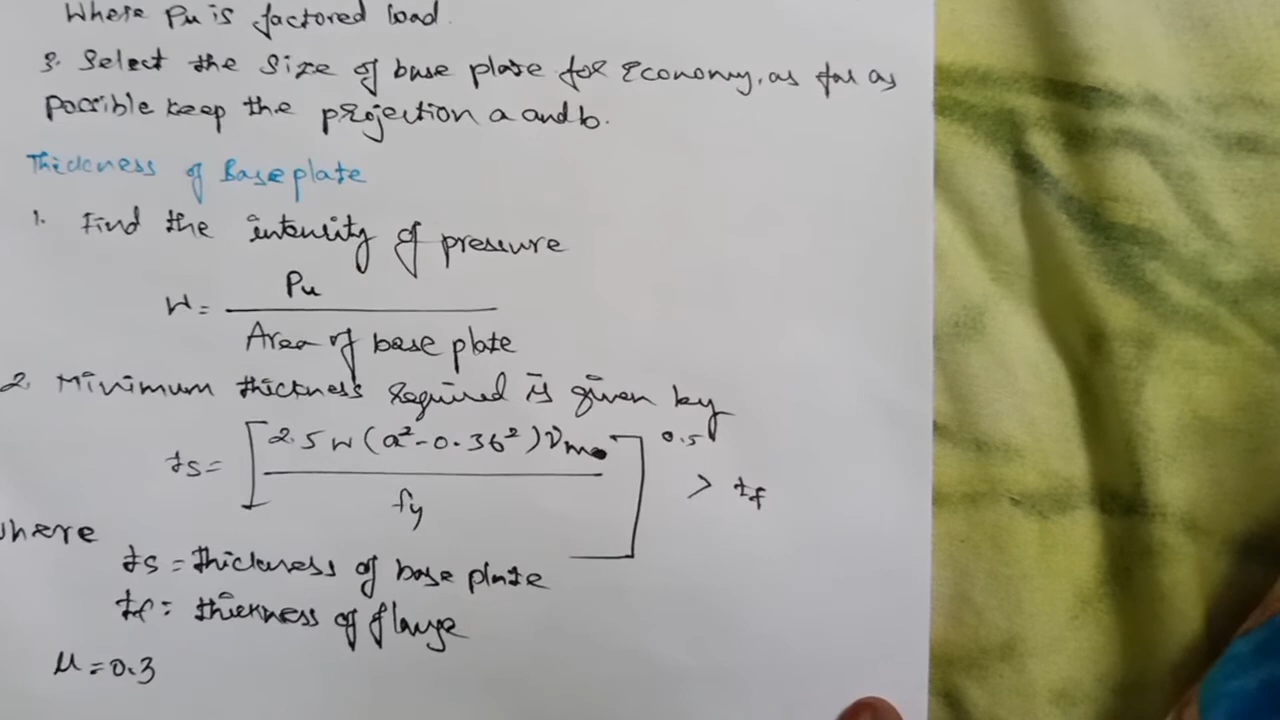 Where Pu is factored load.
3. Select the size of base plate for Economy, as far as
possible keep the projection a and b.
Thickness of Base plate
1. Find the intensity of pressure
W = Pu / Area of base plate
2. Minimum thickness required is given by
ts = [2.5 w (a²-0.3b²) γmo / fy]^0.5 > tf
where
ts = thickness of base plate
tf = thickness of flange
μ = 0.3